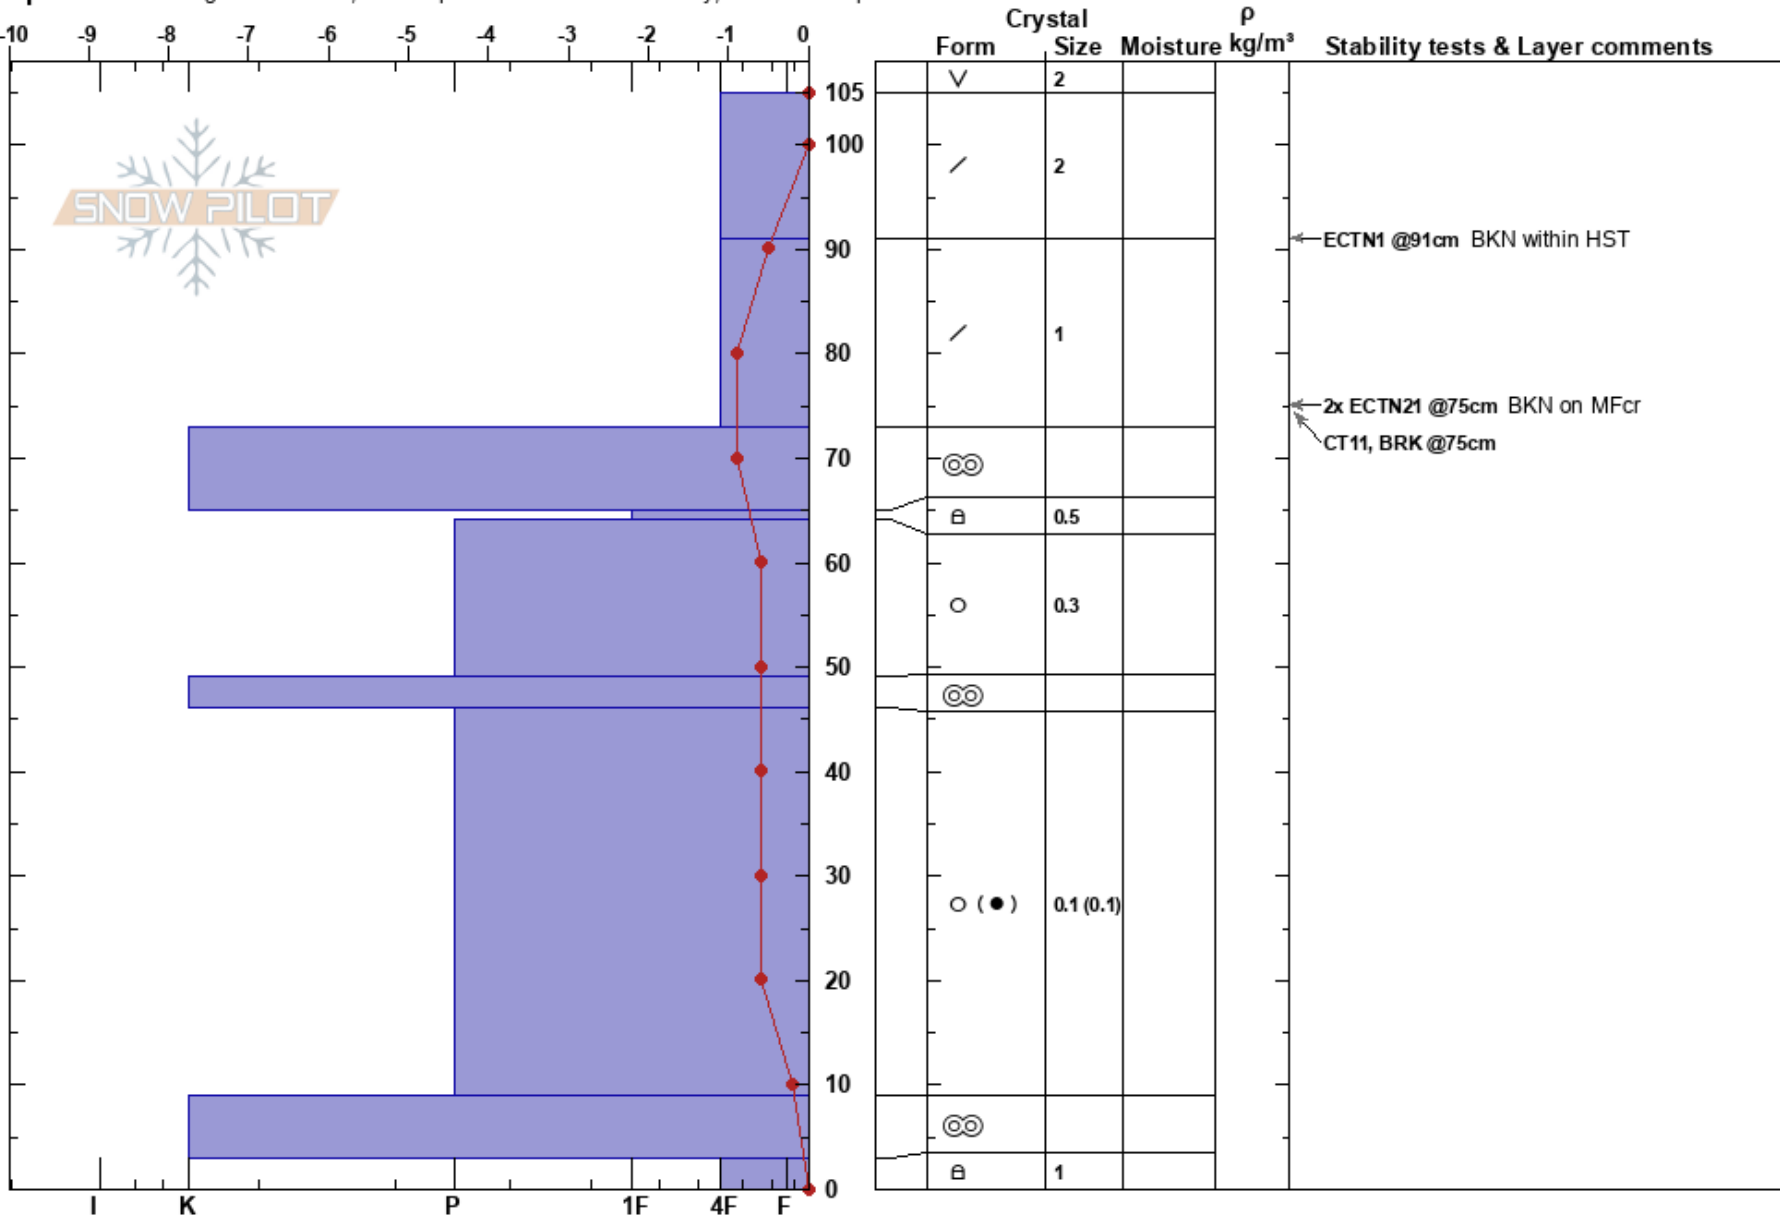 Crystal ρ
-10 -9 -8 -7 -6 -5 -4 -3 -2 -1 0 Form Size Moisture kg/m³ Stability tests & Layer comments
2
105
100
2
SNOW PILOT
ECTN1 @91cm BKN within HST
90
1
80
2x ECTN21 @75cm BKN on MFcr
CT11, BRK @75cm
70
0.5
60
0.3
50
40
30
0.1 (0.1)
20
10
1
0
I K P 1F 4F F